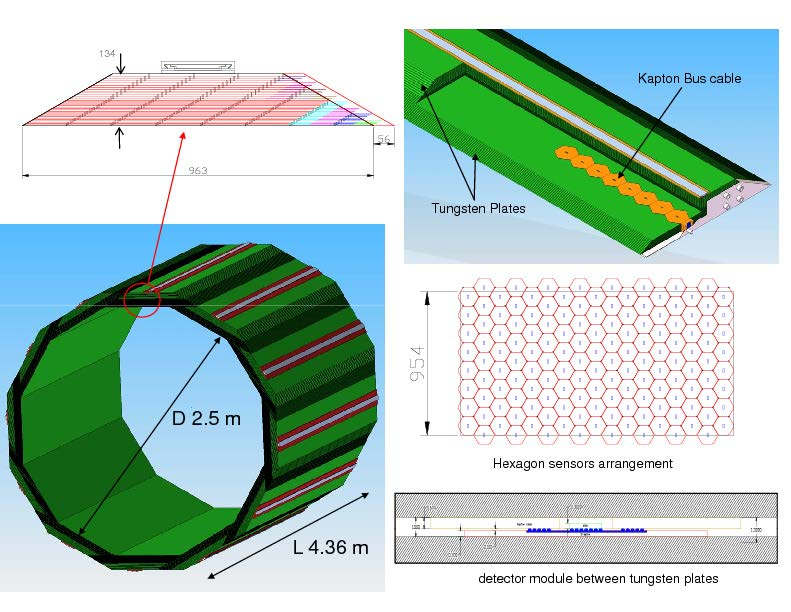 134
56
963
Kapton Bus cable
Tungsten Plates
D 2.5 m
L 4.36 m
954
Hexagon sensors arrangement
detector module between tungsten plates